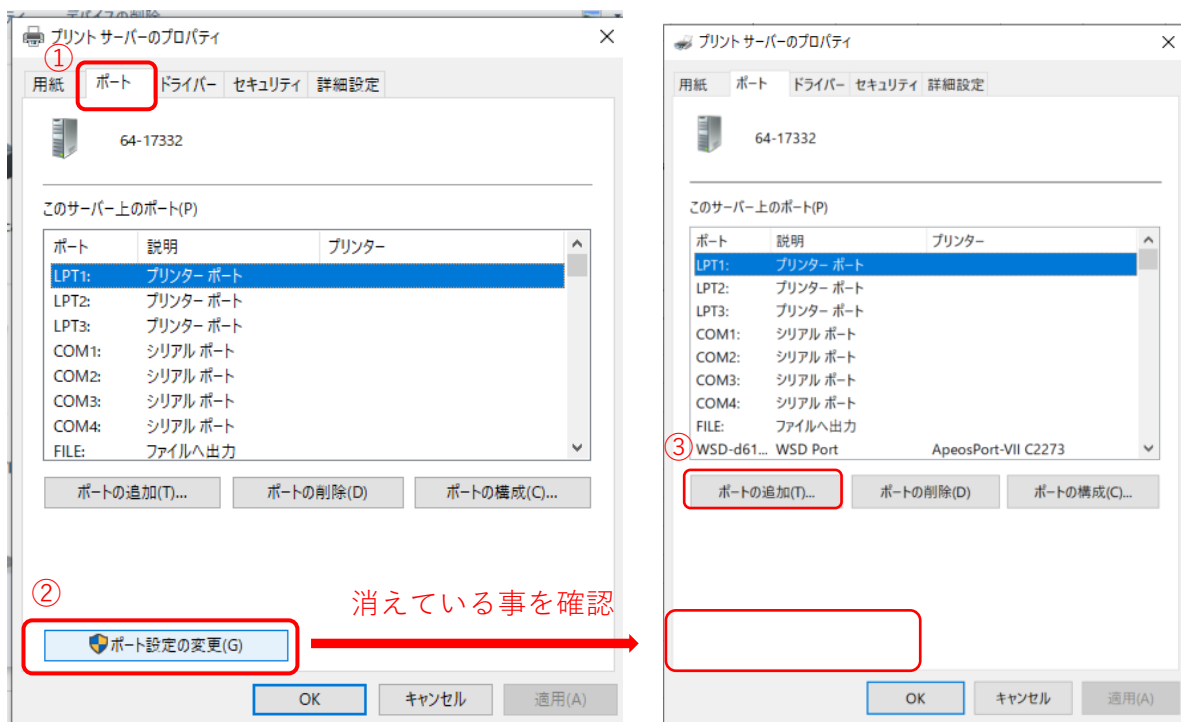 デバイスの削除
プリント サーバーのプロパティ
①
用紙 ポート ドライバー セキュリティ 詳細設定
64-17332
このサーバー上のポート(P)
ポート 説明 プリンター
LPT1: プリンター ポート
LPT2: プリンター ポート
LPT3: プリンター ポート
COM1: シリアル ポート
COM2: シリアル ポート
COM3: シリアル ポート
COM4: シリアル ポート
FILE: ファイルへ出力
ポートの追加(T)... ポートの削除(D) ポートの構成(C)...
②
ポート設定の変更(G)
OK キャンセル 適用(A)
消えている事を確認
プリント サーバーのプロパティ
用紙 ポート ドライバー セキュリティ 詳細設定
64-17332
このサーバー上のポート(P)
ポート 説明 プリンター
LPT1: プリンター ポート
LPT2: プリンター ポート
LPT3: プリンター ポート
COM1: シリアル ポート
COM2: シリアル ポート
COM3: シリアル ポート
COM4: シリアル ポート
FILE: ファイルへ出力
③
WSD-d61... WSD Port ApeosPort-VII C2273
ポートの追加(T)... ポートの削除(D) ポートの構成(C)...
OK キャンセル 適用(A)